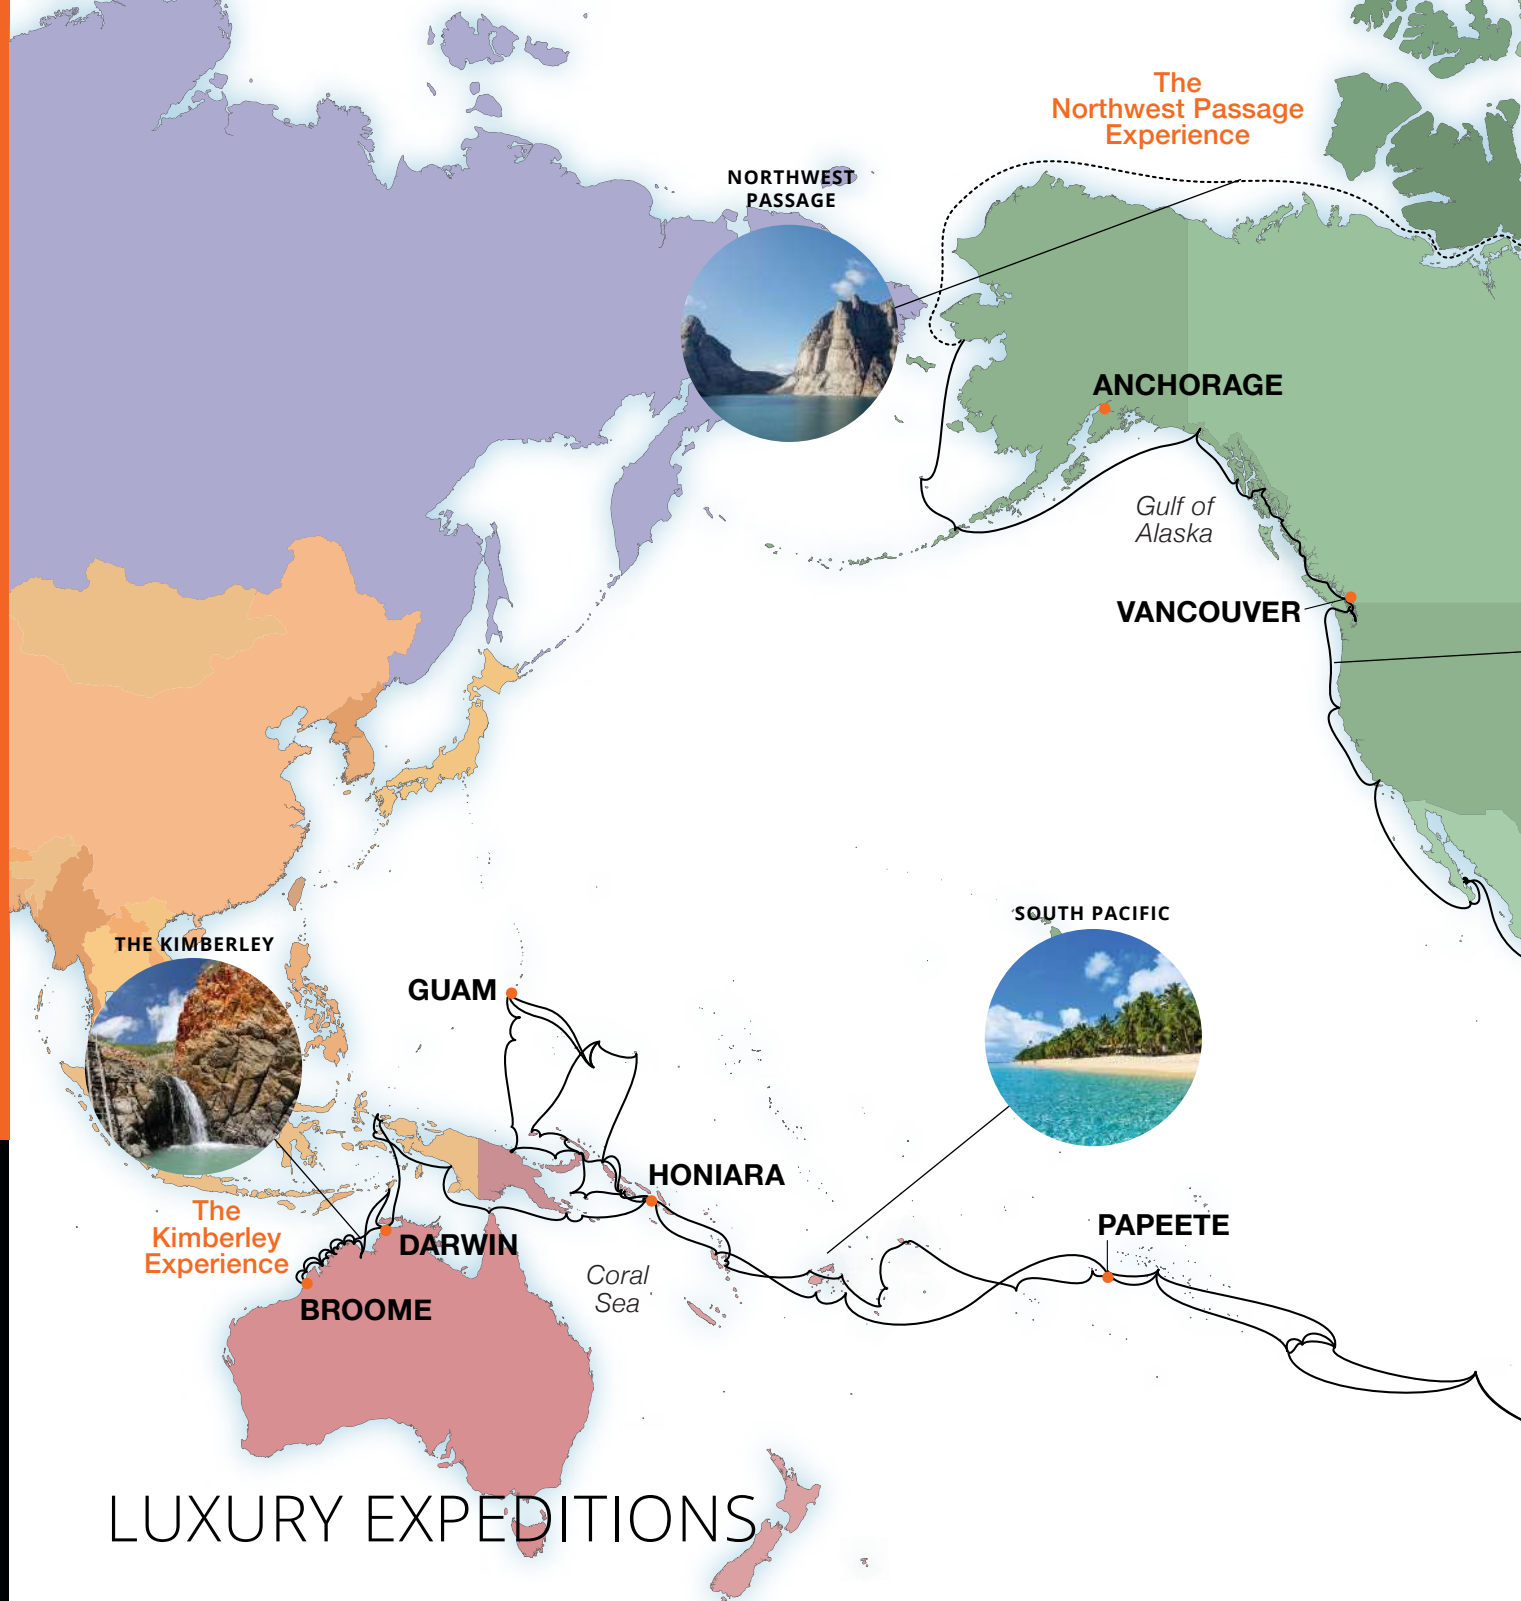 The
Northwest Passage
Experience
NORTHWEST
PASSAGE
ANCHORAGE
Gulf of
Alaska
VANCOUVER
SOUTH PACIFIC
THE KIMBERLEY
GUAM
HONIARA
The
Kimberley
Experience
DARWIN
PAPEETE
Coral
Sea
BROOME
LUXURY EXPEDITIONS